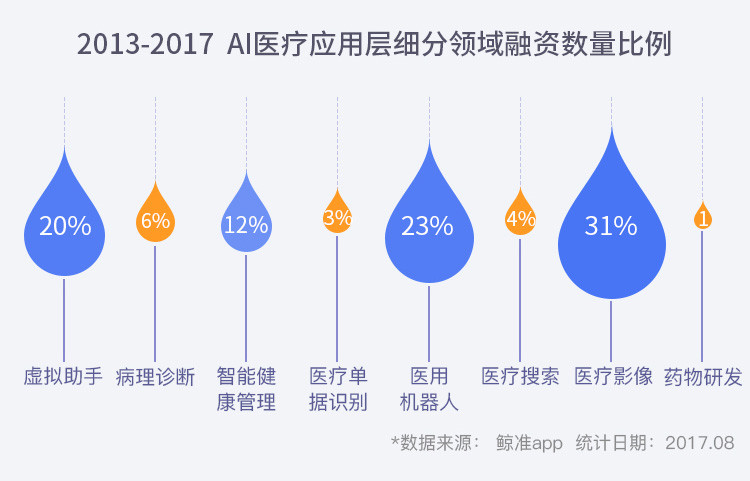 2013-2017 AI医疗应用层细分领域融资数量比例
20%
6%
12%
3%
23%
4%
31%
1
虚拟助手
病理诊断
智能健
康管理
医疗单
据识别
医用
机器人
医疗搜索
医疗影像
药物研发
*数据来源： 鲸准app 统计日期：2017.08